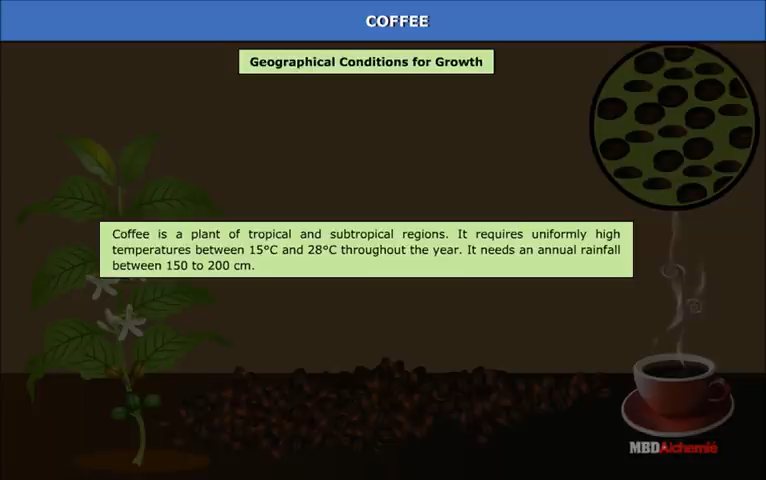 COFFEE
Geographical Conditions for Growth
Coffee is a plant of tropical and subtropical regions. It requires uniformly high
temperatures between 15°C and 28°C throughout the year. It needs an annual rainfall
between 150 to 200 cm.
MBDAlchemié